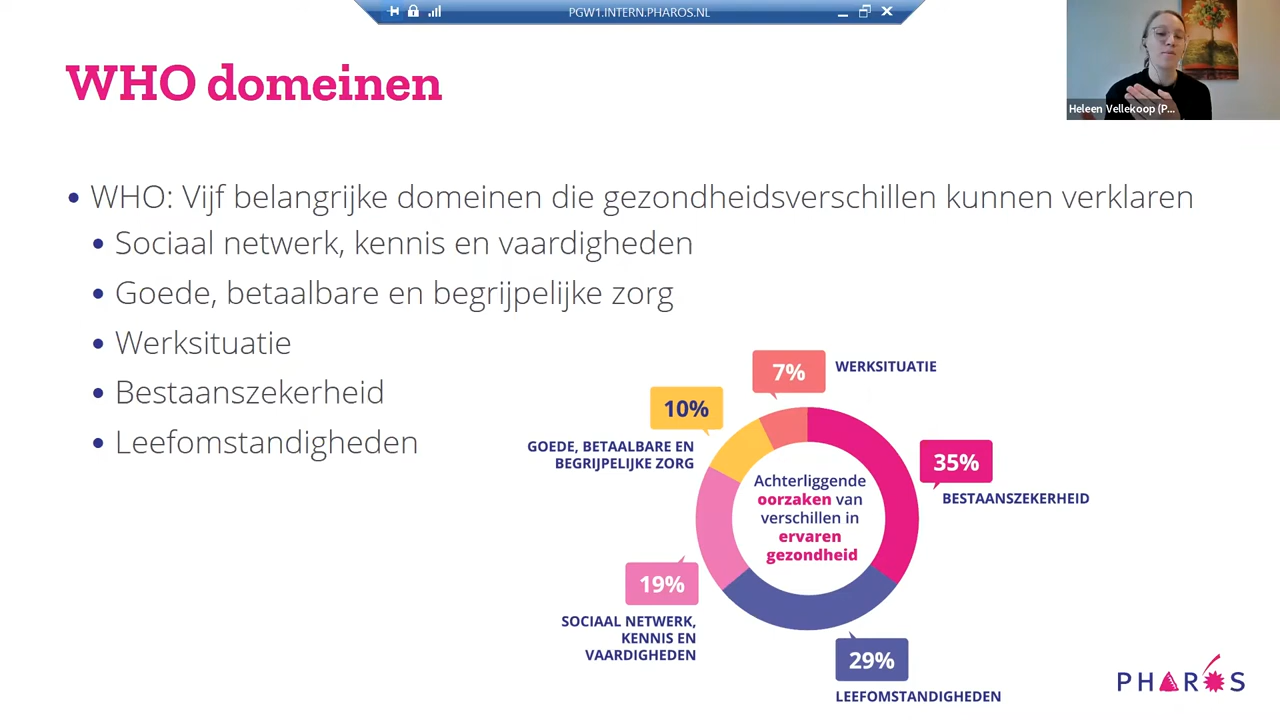 PGW1.INTERN.PHAROS.NL
WHO domeinen
Heleen Vellekoop (P...
WHO: Vijf belangrijke domeinen die gezondheidsverschillen kunnen verklaren
Sociaal netwerk, kennis en vaardigheden
Goede, betaalbare en begrijpelijke zorg
Werksituatie
Bestaanszekerheid
Leefomstandigheden
7%
WERKSITUATIE
10%
GOEDE, BETAALBARE EN
BEGRIJPELIJKE ZORG
35%
BESTAANSZEKERHEID
Achterliggende
oorzaken van
verschillen in
ervaren
gezondheid
19%
SOCIAAL NETWERK,
KENNIS EN
VAARDIGHEDEN
29%
LEEFOMSTANDIGHEDEN
PHAROS